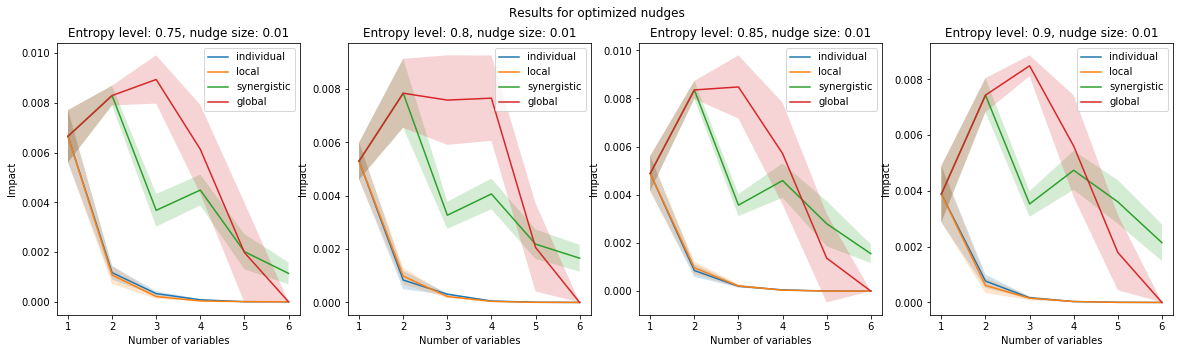 Results for optimized nudges
Entropy level: 0.75, nudge size: 0.01
0.010
0.008
0.006
0.004
0.002
0.000
Impact
individual
local
synergistic
global
1 2 3 4 5 6
Number of variables
Entropy level: 0.8, nudge size: 0.01
0.008
0.006
0.004
0.002
0.000
Impact
individual
local
synergistic
global
1 2 3 4 5 6
Number of variables
Entropy level: 0.85, nudge size: 0.01
0.010
0.008
0.006
0.004
0.002
0.000
Impact
individual
local
synergistic
global
1 2 3 4 5 6
Number of variables
Entropy level: 0.9, nudge size: 0.01
0.008
0.006
0.004
0.002
0.000
Impact
individual
local
synergistic
global
1 2 3 4 5 6
Number of variables